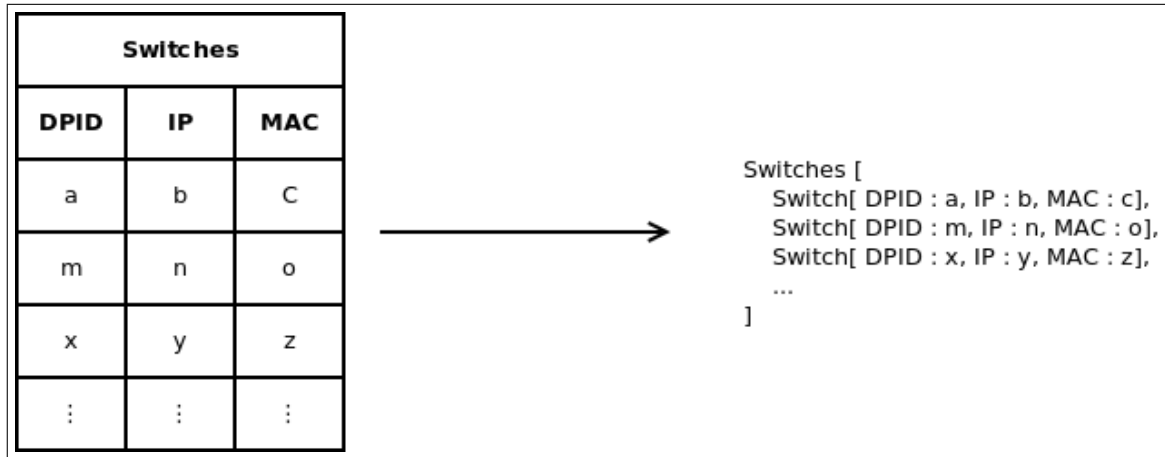 Switches
DPID IP MAC
a b C
m n o
x y z
⋮ ⋮ ⋮
Switches [
Switch[ DPID : a, IP : b, MAC : c],
Switch[ DPID : m, IP : n, MAC : o],
Switch[ DPID : x, IP : y, MAC : z],
...
]